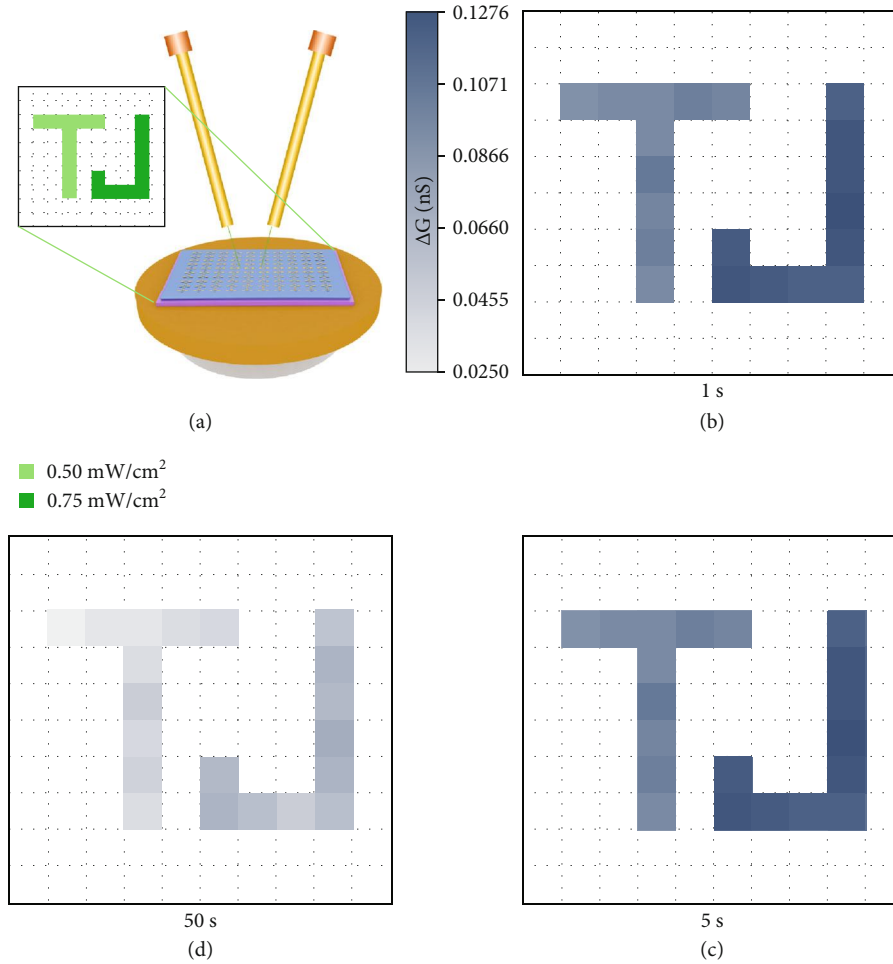 0.1276
0.1071
0.0866
0.0660
0.0455
0.0250
ΔG (nS)
(a)
1 s
(b)
0.50 mW/cm²
0.75 mW/cm²
50 s
(d)
5 s
(c)